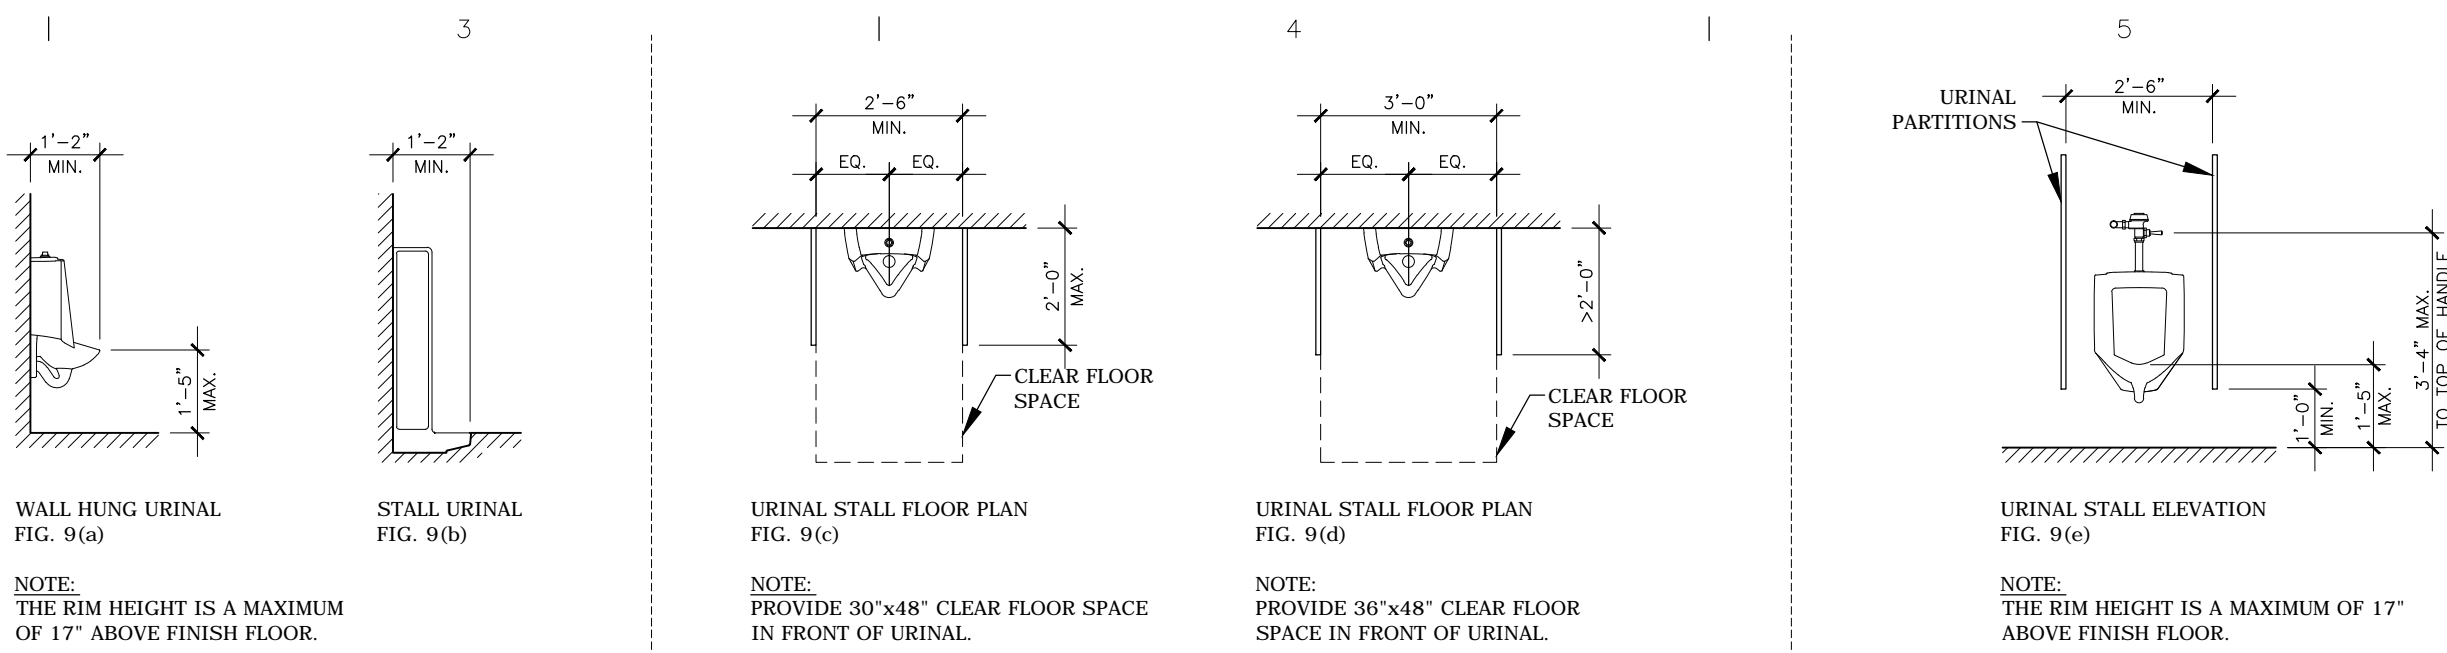 3
4
5
1'-2"
MIN.
1'-5"
MAX.
WALL HUNG URINAL
FIG. 9(a)
NOTE:
THE RIM HEIGHT IS A MAXIMUM
OF 17" ABOVE FINISH FLOOR.
1'-2"
MIN.
STALL URINAL
FIG. 9(b)
2'-6"
MIN.
EQ. EQ.
2'-0"
MAX.
CLEAR FLOOR
SPACE
URINAL STALL FLOOR PLAN
FIG. 9(c)
NOTE:
PROVIDE 30"x48" CLEAR FLOOR SPACE
IN FRONT OF URINAL.
3'-0"
MIN.
EQ. EQ.
>2'-0"
CLEAR FLOOR
SPACE
URINAL STALL FLOOR PLAN
FIG. 9(d)
NOTE:
PROVIDE 36"x48" CLEAR FLOOR
SPACE IN FRONT OF URINAL.
URINAL
PARTITIONS
2'-6"
MIN.
1'-0"
MIN.
1'-5"
MAX.
3'-4" MAX.
TO TOP OF HANDLE
URINAL STALL ELEVATION
FIG. 9(e)
NOTE:
THE RIM HEIGHT IS A MAXIMUM OF 17"
ABOVE FINISH FLOOR.